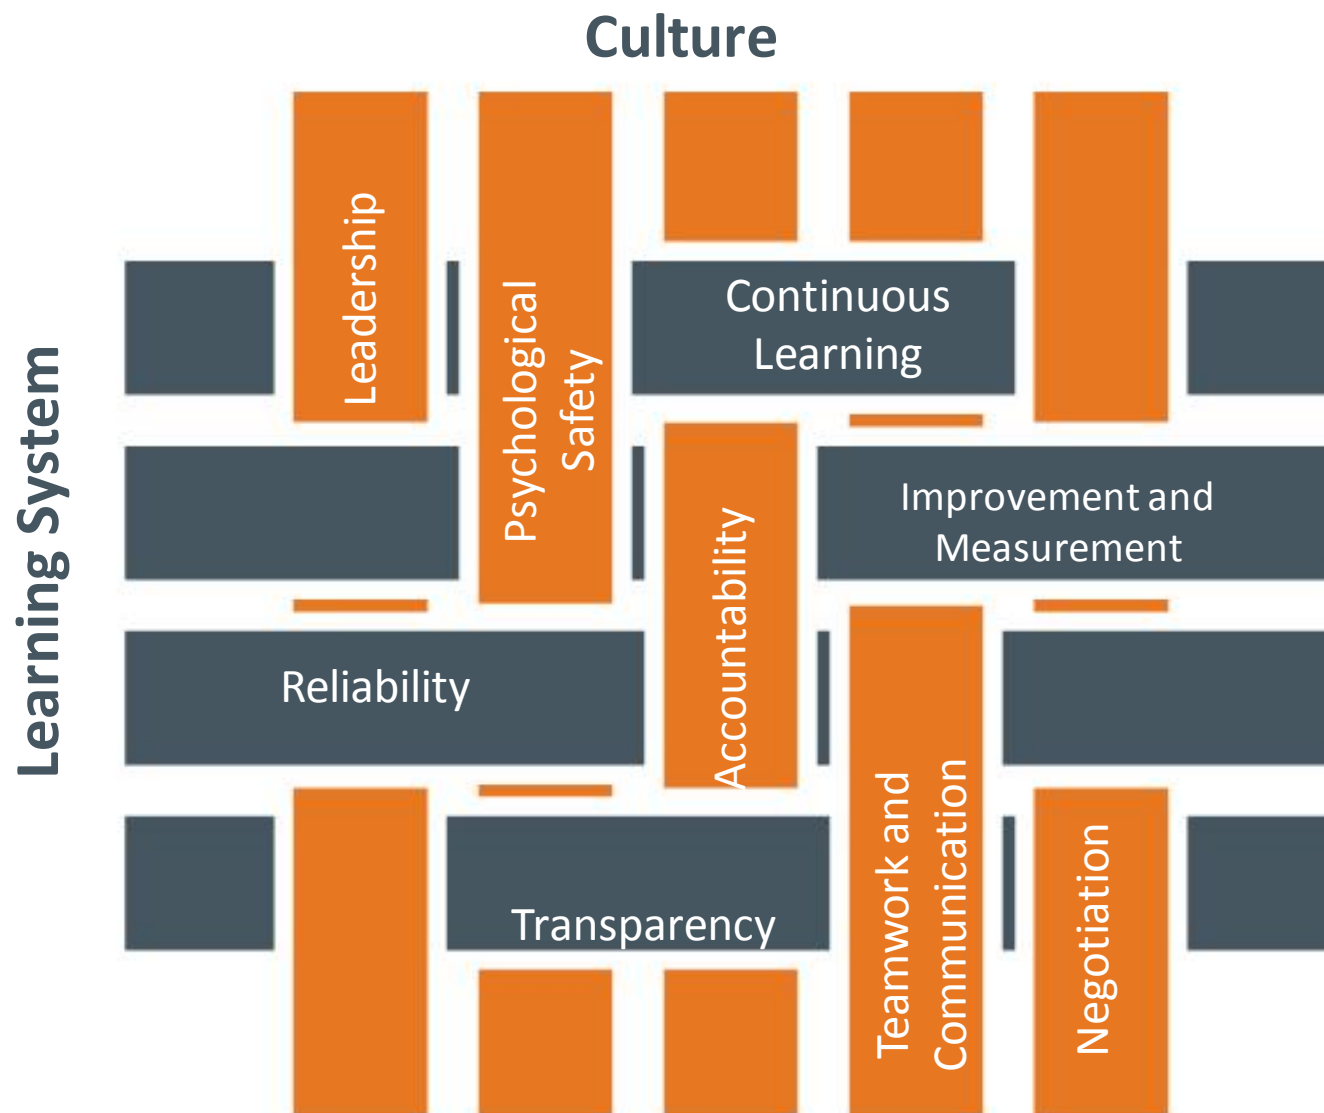 Culture
Learning System
Leadership
Psychological
Safety
Continuous
Learning
Accountability
Improvement and
Measurement
Reliability
Teamwork and
Communication
Transparency
Negotiation